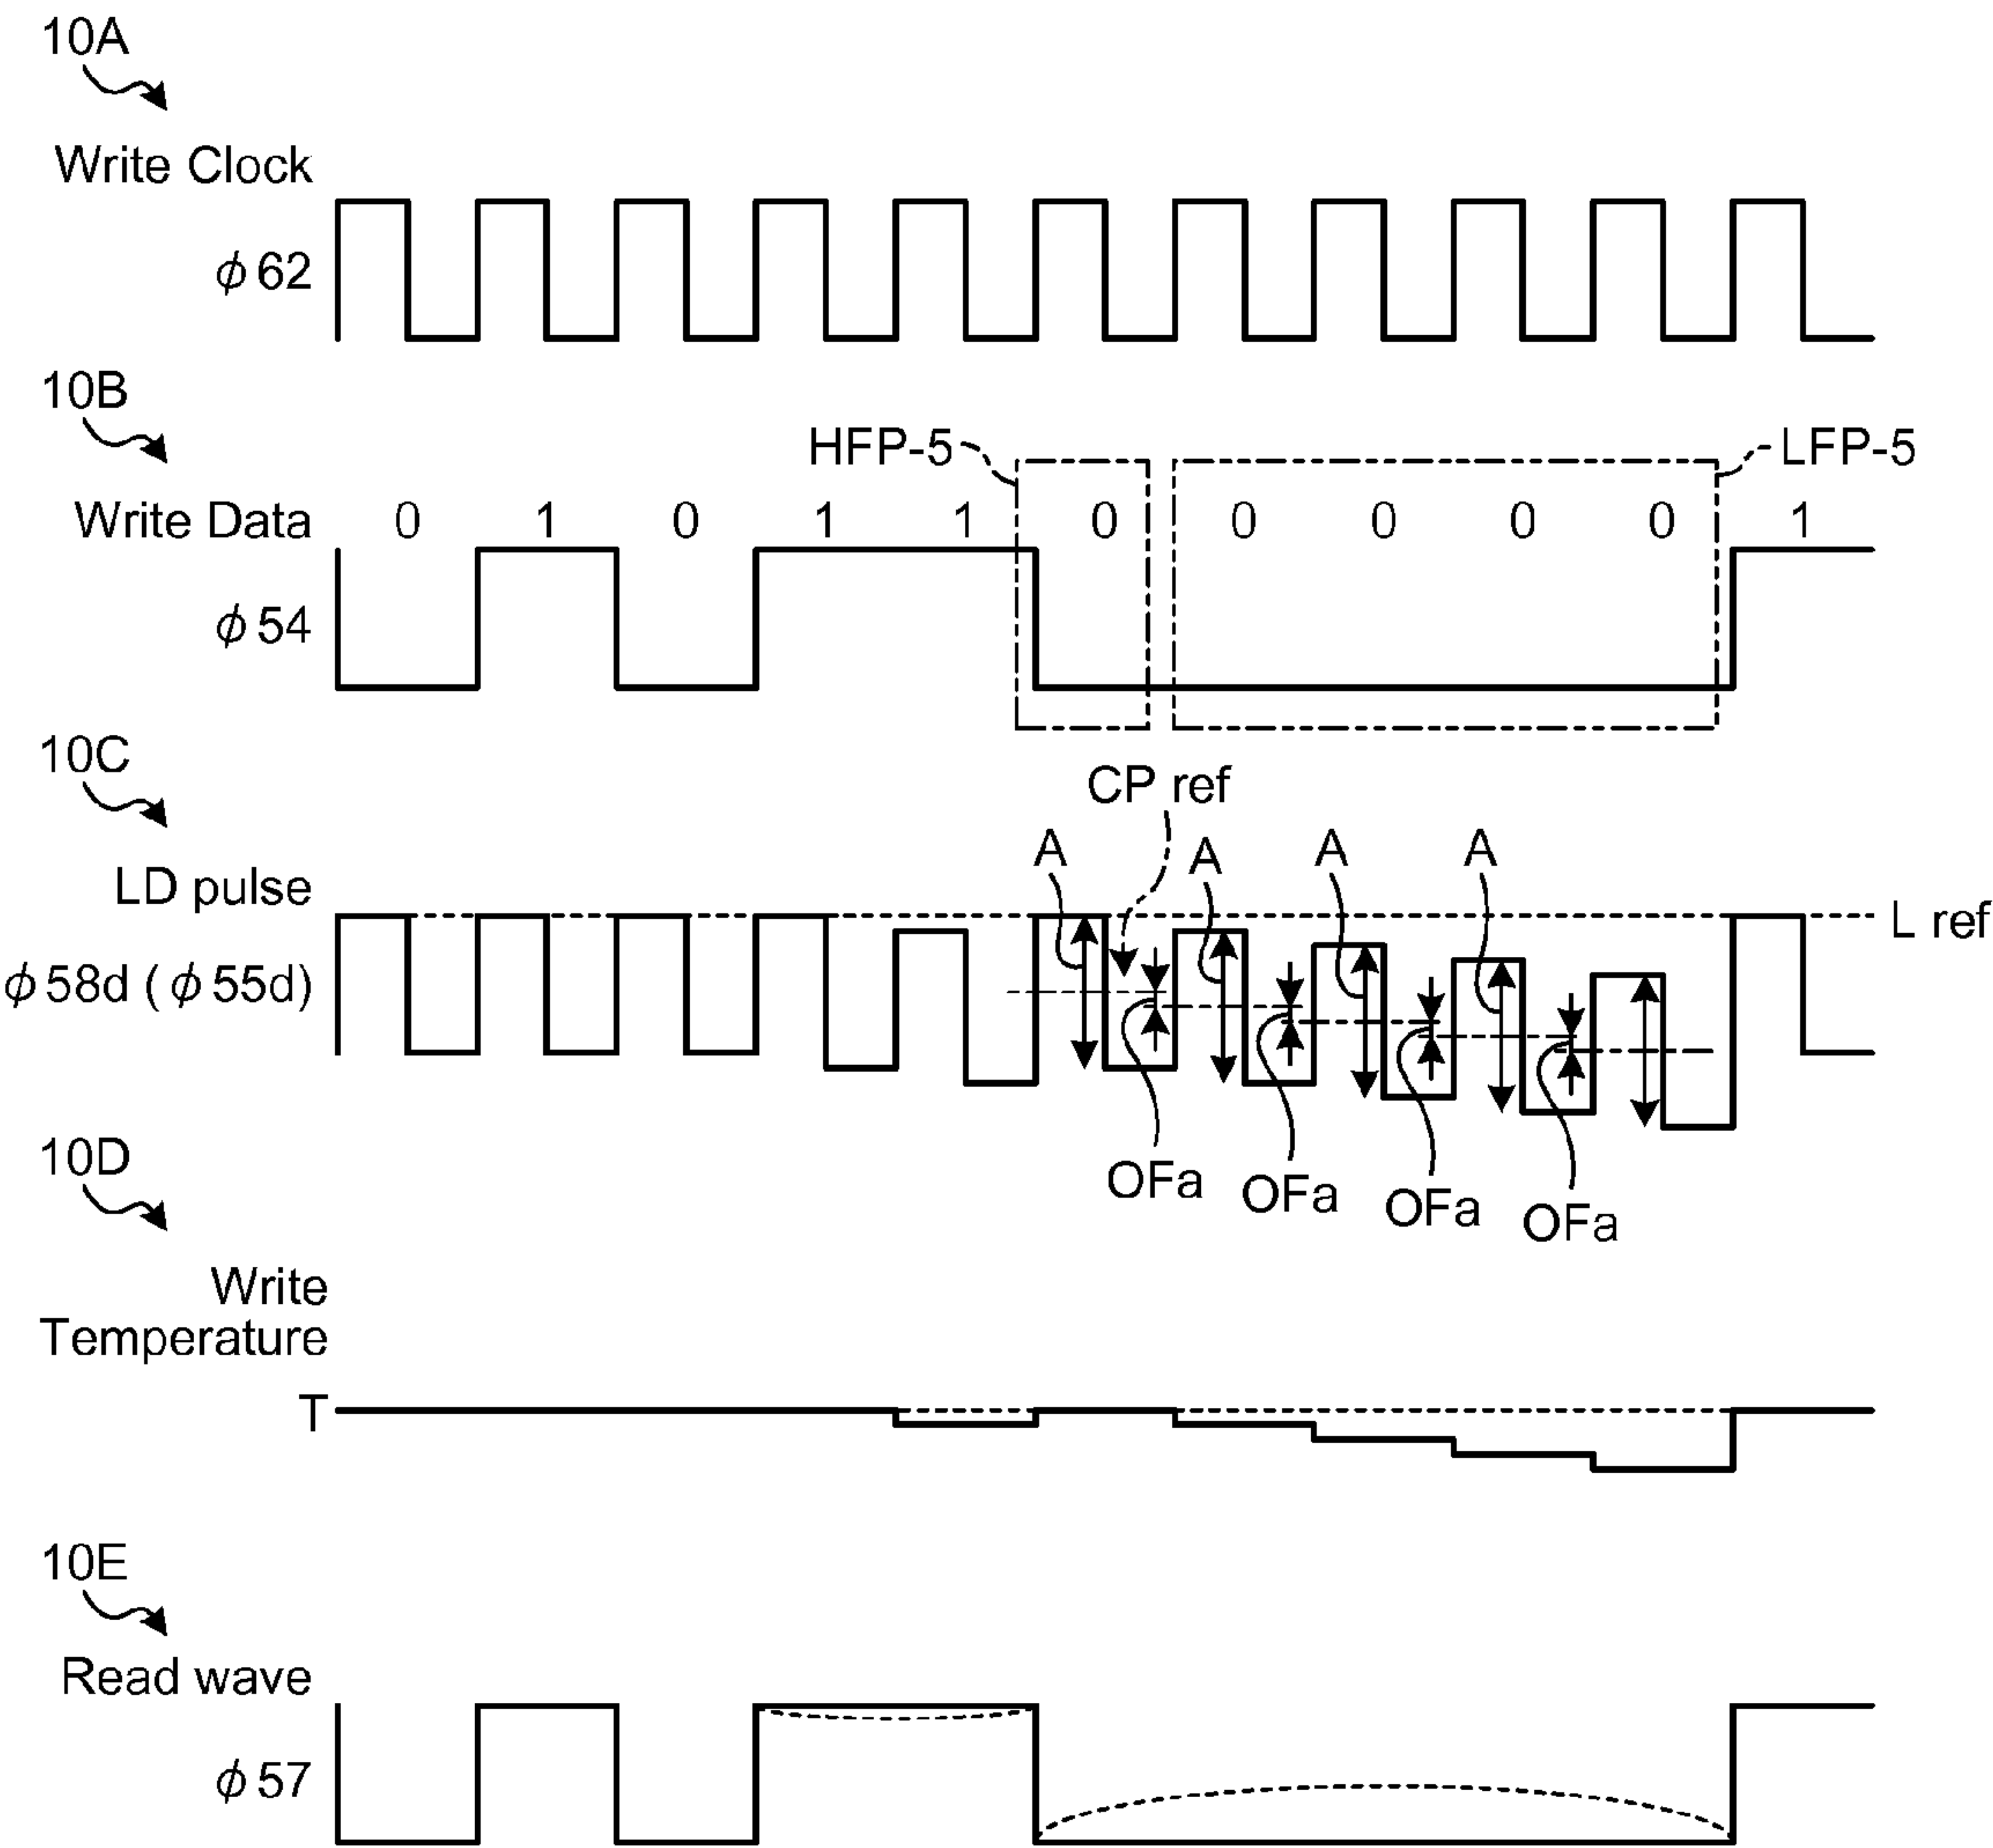 10A
Write Clock
ϕ62
10B
HFP-5
LFP-5
Write Data 0 1 0 1 1 0 0 0 0 0 1
ϕ54
10C
CP ref
A A A A
LD pulse
L ref
ϕ58d (ϕ55d)
OFa OFa OFa OFa
10D
Write
Temperature
T
10E
Read wave
ϕ57